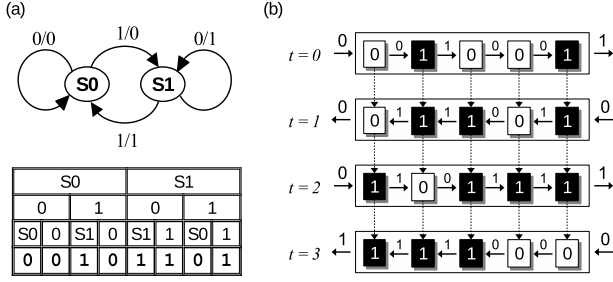 (a)
0/0
1/0
0/1
S0
S1
1/1
S0 S1
0 1 0 1
S0 0 S1 0 S1 1 S0 1
0 0 1 0 1 1 0 1
(b)
t = 0 0 0 0 1 1 0 0 0 0 1 1
t = 1 0 0 1 1 1 1 0 0 1 1 0
t = 2 0 1 1 0 0 1 1 1 1 1 1
t = 3 1 1 1 1 1 1 0 0 0 0 0